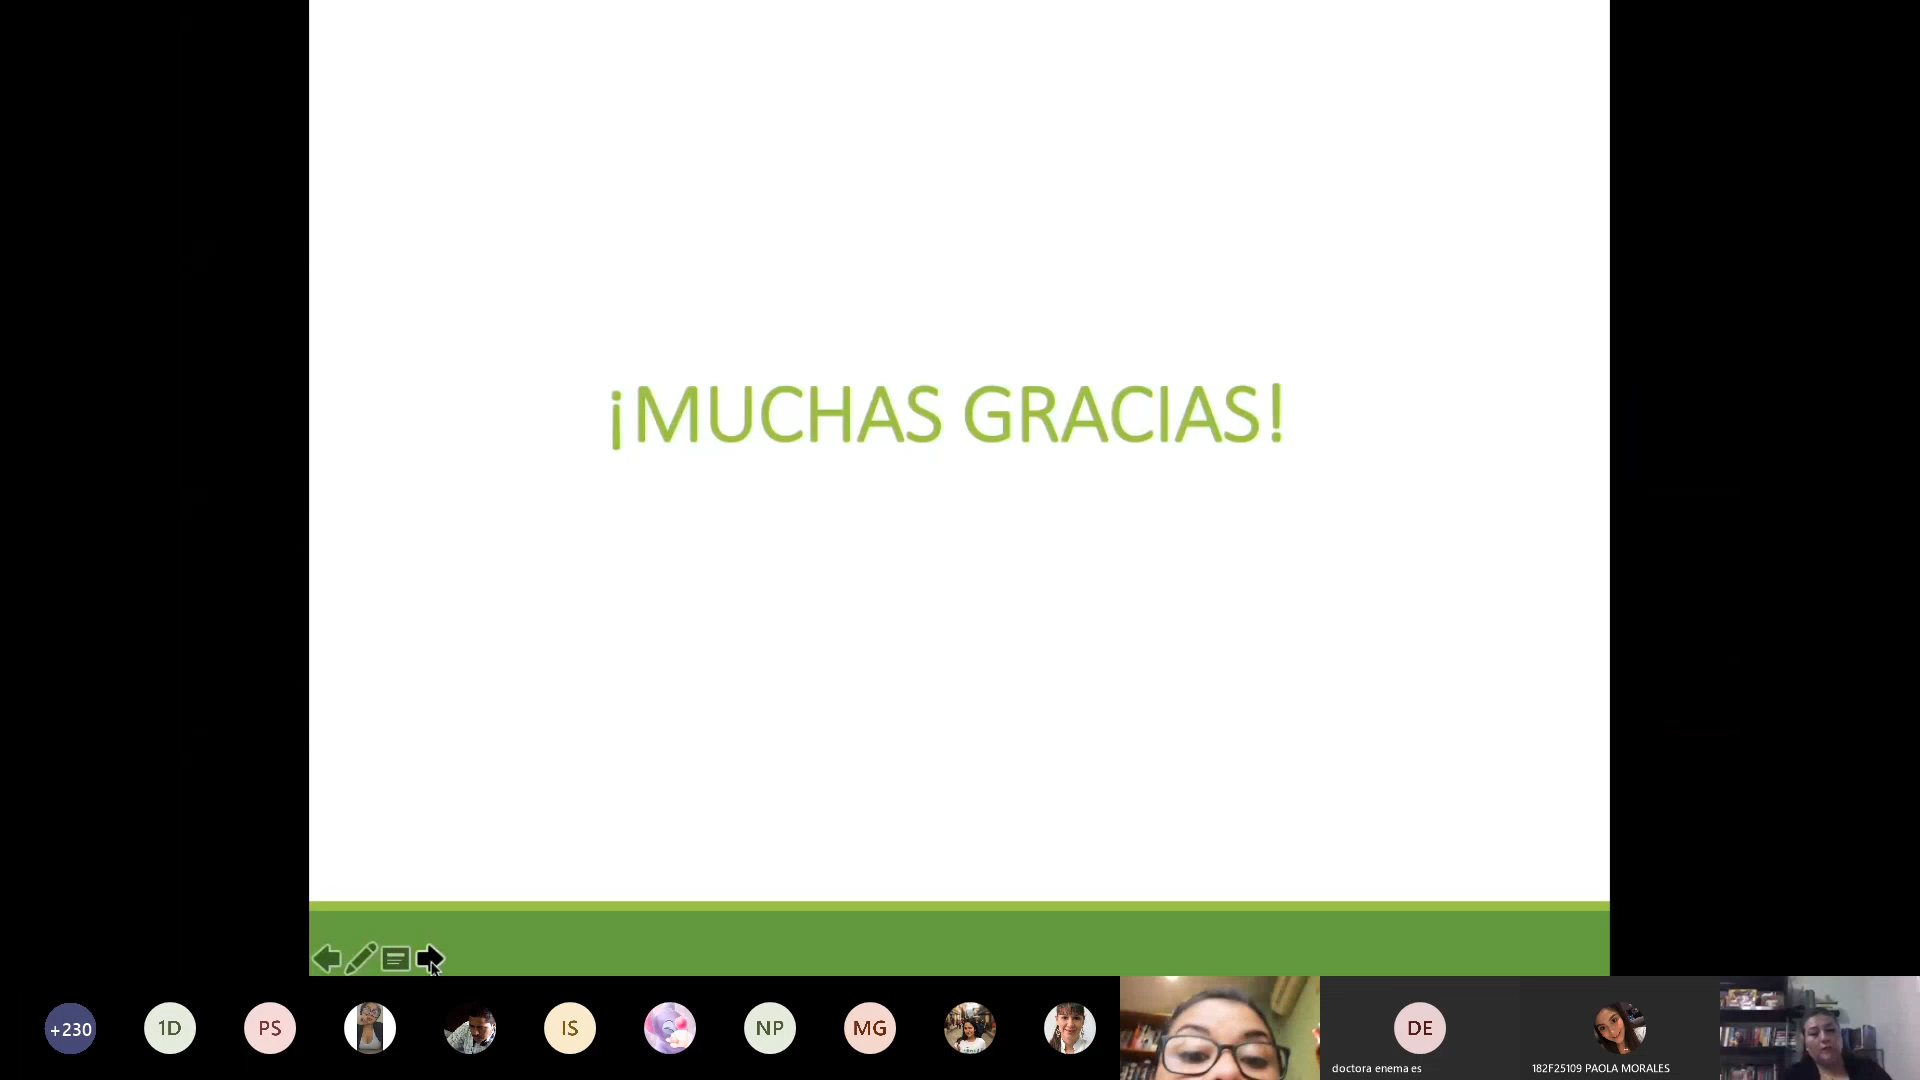 ¡MUCHAS GRACIAS!
+230
1D
PS
IS
NP
MG
DE
doctora enema es
182F25109 PAOLA MORALES